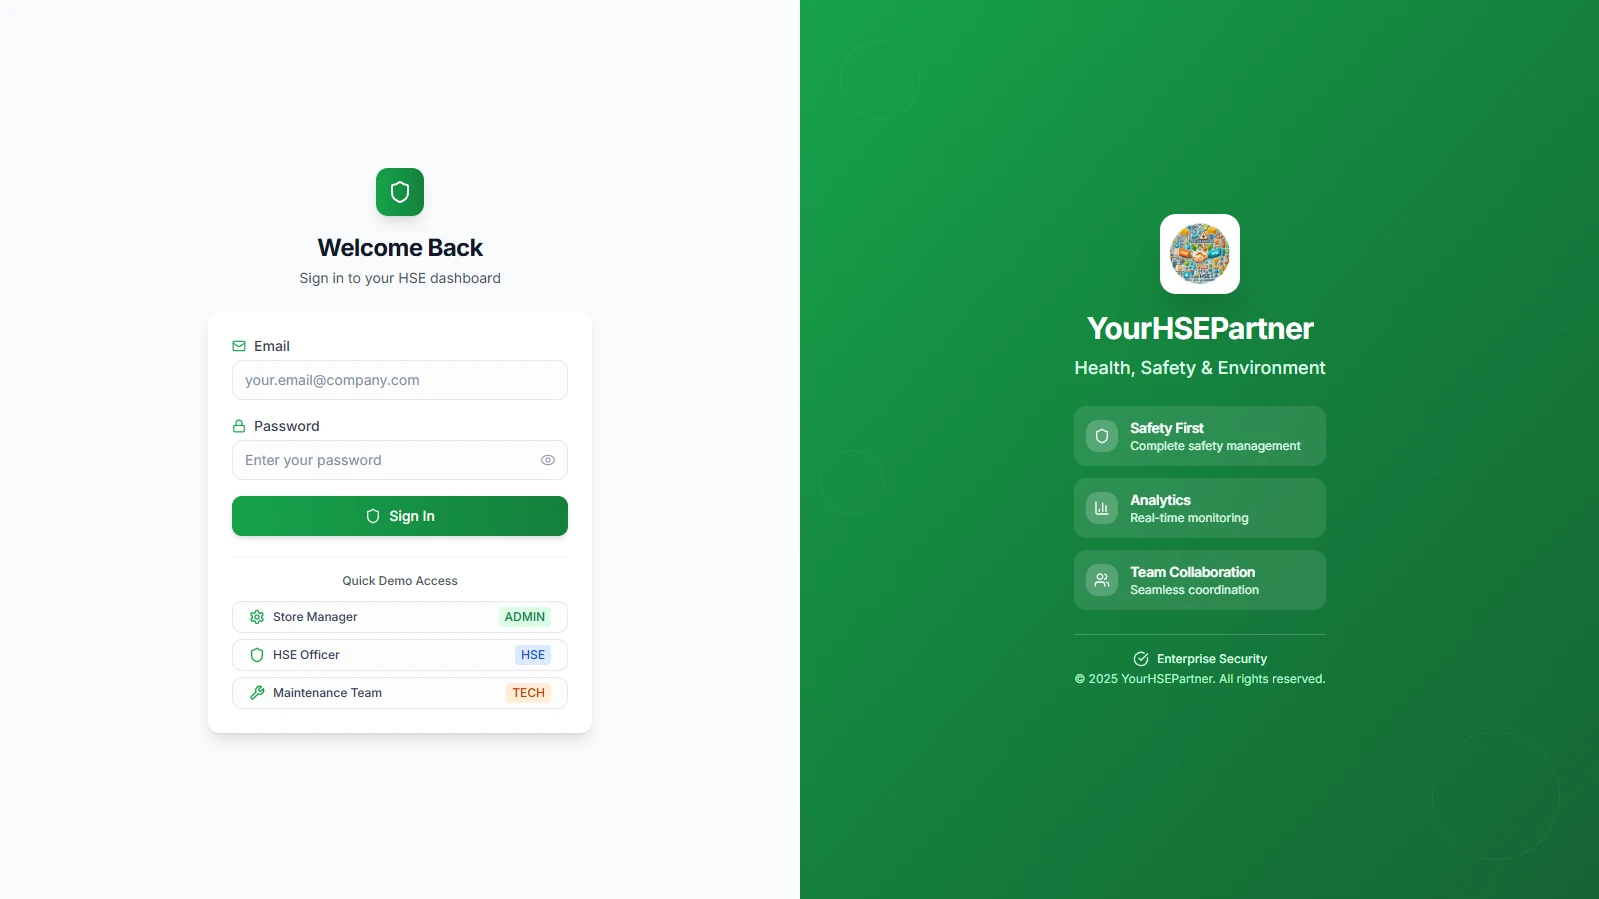 Welcome Back
Sign in to your HSE dashboard
Email
your.email@company.com
Password
Enter your password
Sign In
Quick Demo Access
Store Manager ADMIN
HSE Officer HSE
Maintenance Team TECH
YourHSEPartner
Health, Safety & Environment
Safety First
Complete safety management
Analytics
Real-time monitoring
Team Collaboration
Seamless coordination
Enterprise Security
© 2025 YourHSEPartner. All rights reserved.